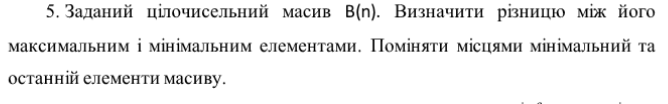 5. Заданий цілочисельний масив B(n). Визначити різницю між його
максимальним і мінімальним елементами. Поміняти місцями мінімальний та
останній елементи масиву.